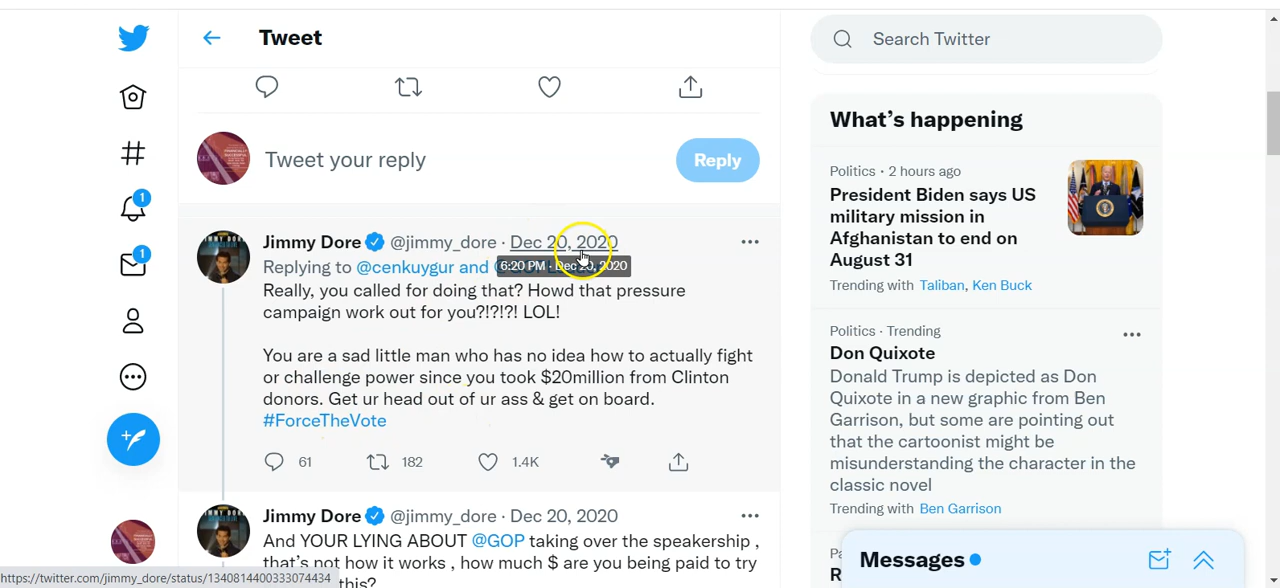 Tweet
Search Twitter
Tweet your reply
Reply
Jimmy Dore @jimmy_dore · Dec 20, 2020
6:20 PM · Dec 20, 2020
Replying to @cenkuygur and
Really, you called for doing that? Howd that pressure
campaign work out for you?!?!?! LOL!
You are a sad little man who has no idea how to actually fight
or challenge power since you took $20million from Clinton
donors. Get ur head out of ur ass & get on board.
#ForceTheVote
61 182 1.4K
Jimmy Dore @jimmy_dore · Dec 20, 2020
And YOUR LYING ABOUT @GOP taking over the speakership ,
that's not how it works , how much $ are you being paid to try
this?
https://twitter.com/jimmy_dore/status/1340814400333074434
1
1
What's happening
Politics · 2 hours ago
President Biden says US
military mission in
Afghanistan to end on
August 31
Trending with Taliban, Ken Buck
Politics · Trending
Don Quixote
Donald Trump is depicted as Don
Quixote in a new graphic from Ben
Garrison, but some are pointing out
that the cartoonist might be
misunderstanding the character in the
classic novel
Trending with Ben Garrison
Messages